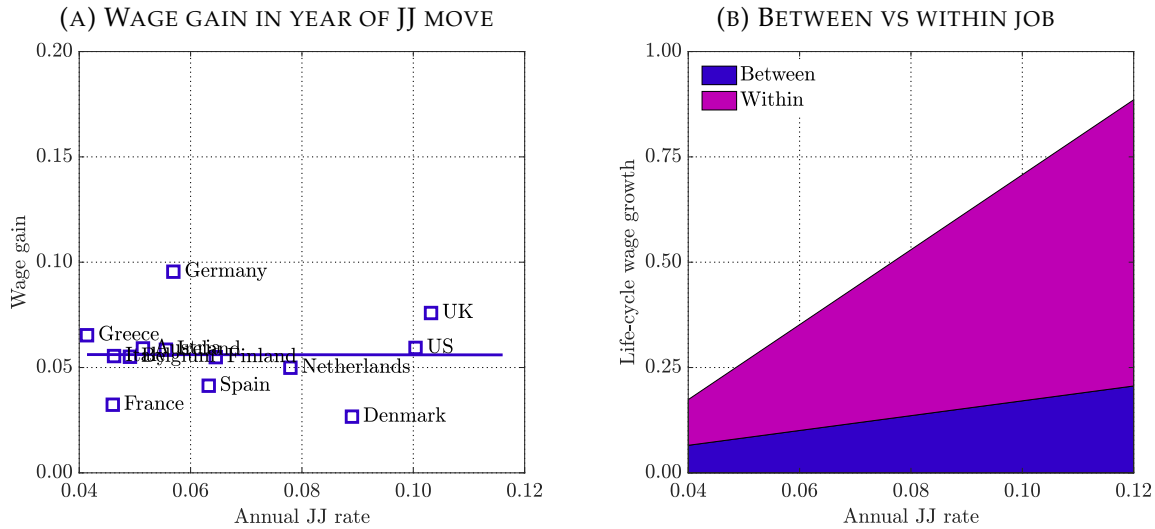 (A) WAGE GAIN IN YEAR OF JJ MOVE
0.20
0.15
0.10
0.05
0.00
Wage gain
Germany
UK
Greece
Austria
Ireland
US
Italy
Belgium
Finland
Netherlands
Spain
France
Denmark
0.04
0.06
0.08
0.10
0.12
Annual JJ rate
(B) BETWEEN VS WITHIN JOB
1.00
0.75
0.50
0.25
0.00
Life-cycle wage growth
Between
Within
0.04
0.06
0.08
0.10
0.12
Annual JJ rate